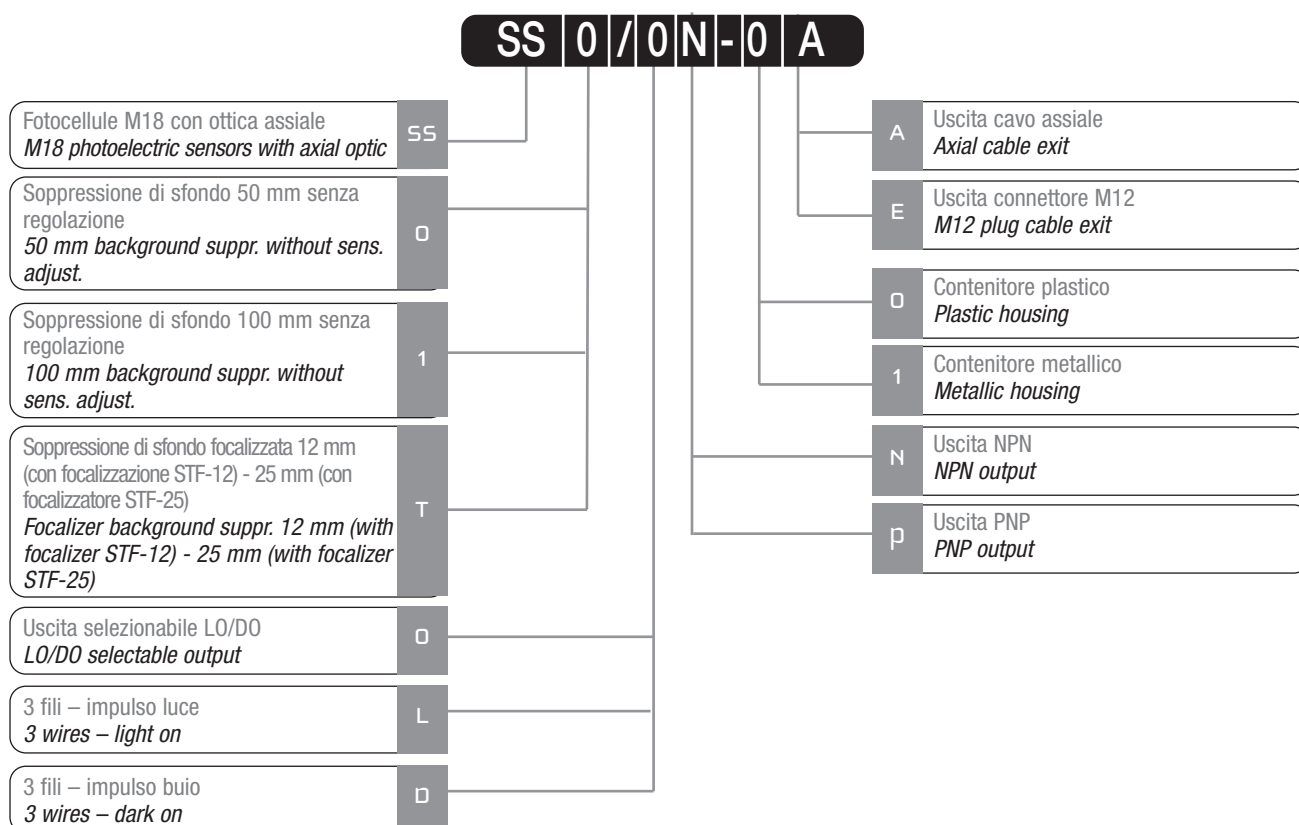 SS 0 / 0 N - 0 A
Fotocellule M18 con ottica assiale
M18 photoelectric sensors with axial optic
SS
Soppressione di sfondo 50 mm senza
regolazione
50 mm background suppr. without sens.
adjust.
0
Soppressione di sfondo 100 mm senza
regolazione
100 mm background suppr. without
sens. adjust.
1
Soppressione di sfondo focalizzata 12 mm
(con focalizzazione STF-12) - 25 mm (con
focalizzatore STF-25)
Focalizer background suppr. 12 mm (with
focalizer STF-12) - 25 mm (with focalizer
STF-25)
T
Uscita selezionabile LO/DO
LO/DO selectable output
0
3 fili – impulso luce
3 wires – light on
L
3 fili – impulso buio
3 wires – dark on
D
A
Uscita cavo assiale
Axial cable exit
E
Uscita connettore M12
M12 plug cable exit
0
Contenitore plastico
Plastic housing
1
Contenitore metallico
Metallic housing
N
Uscita NPN
NPN output
P
Uscita PNP
PNP output